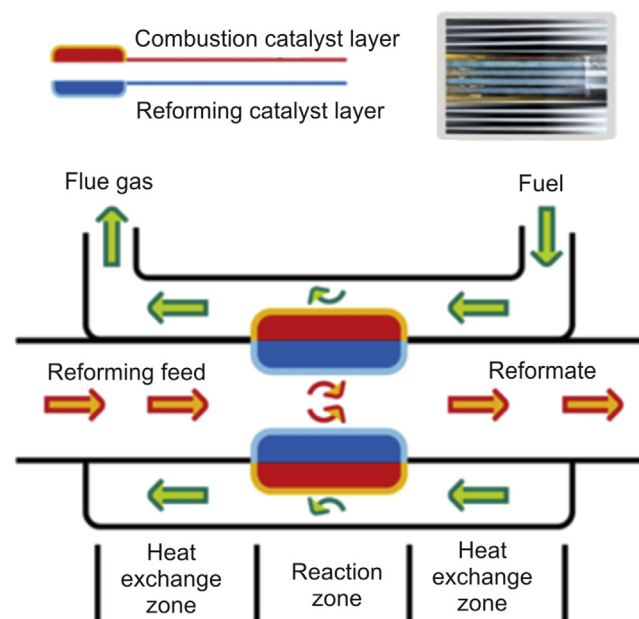 Combustion catalyst layer
Reforming catalyst layer
Flue gas
Fuel
Reforming feed
Reformate
Heat
exchange
zone
Reaction
zone
Heat
exchange
zone